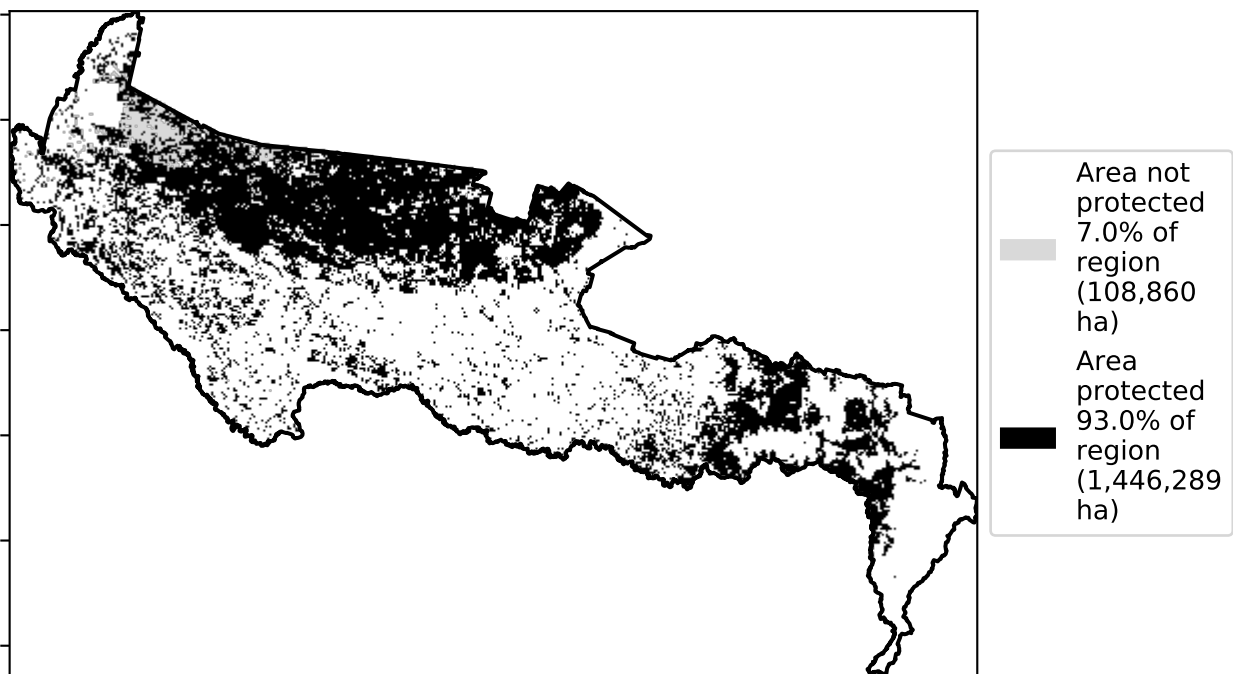 Area not
protected
7.0% of
region
(108,860
ha)
Area
protected
93.0% of
region
(1,446,289
ha)